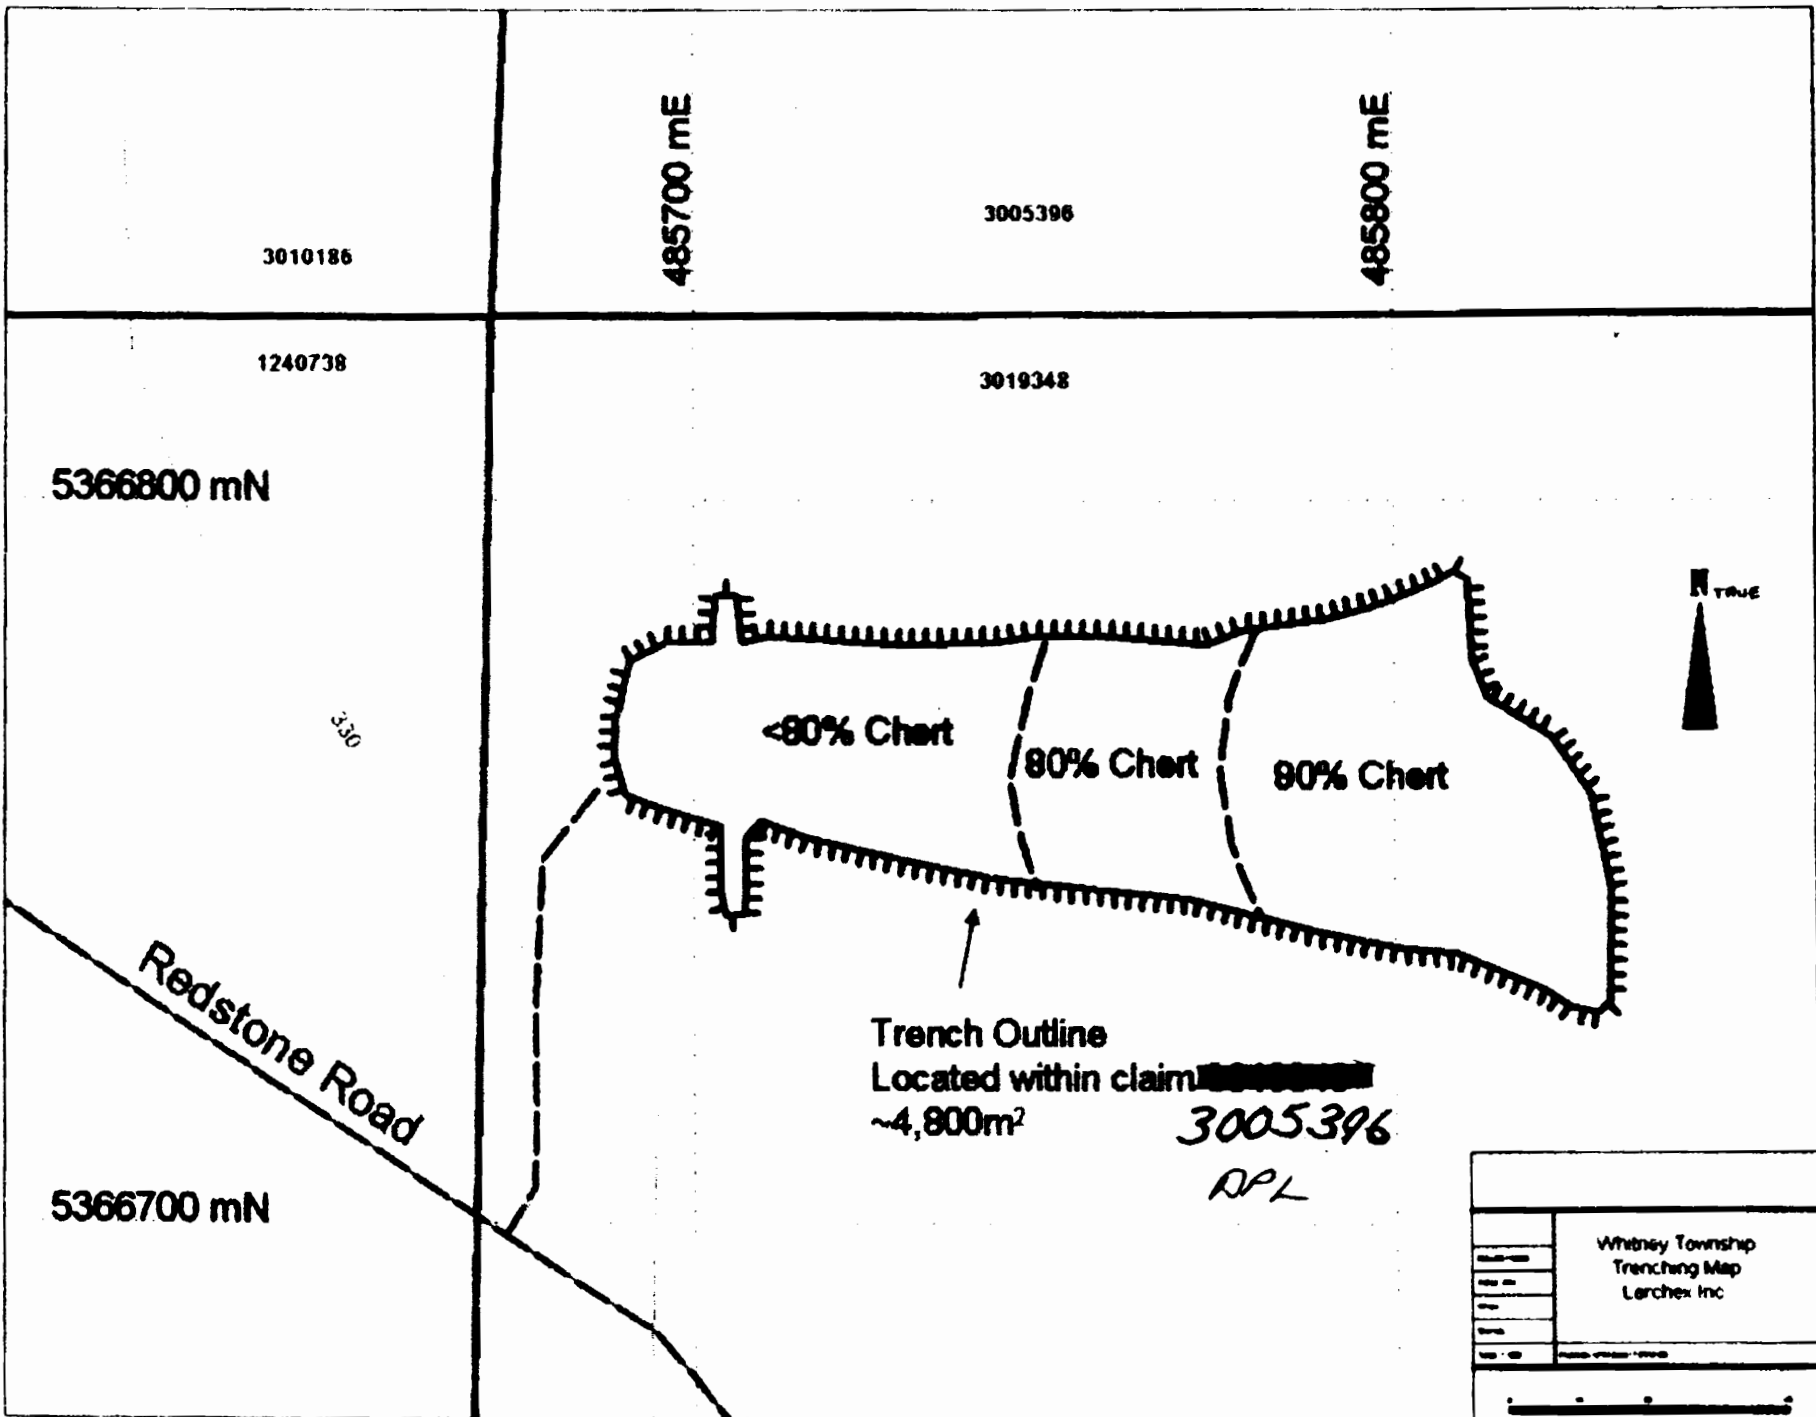 485700 mE
485800 mE
3005396
3010186
1240738
3019348
5366800 mN
N TRUE
330
<80% Chert
80% Chert
90% Chert
Redstone Road
Trench Outline
Located within claim
~4,800m²
3005396
DPL
5366700 mN
Whitney Township
Trenching Map
Larchex Inc